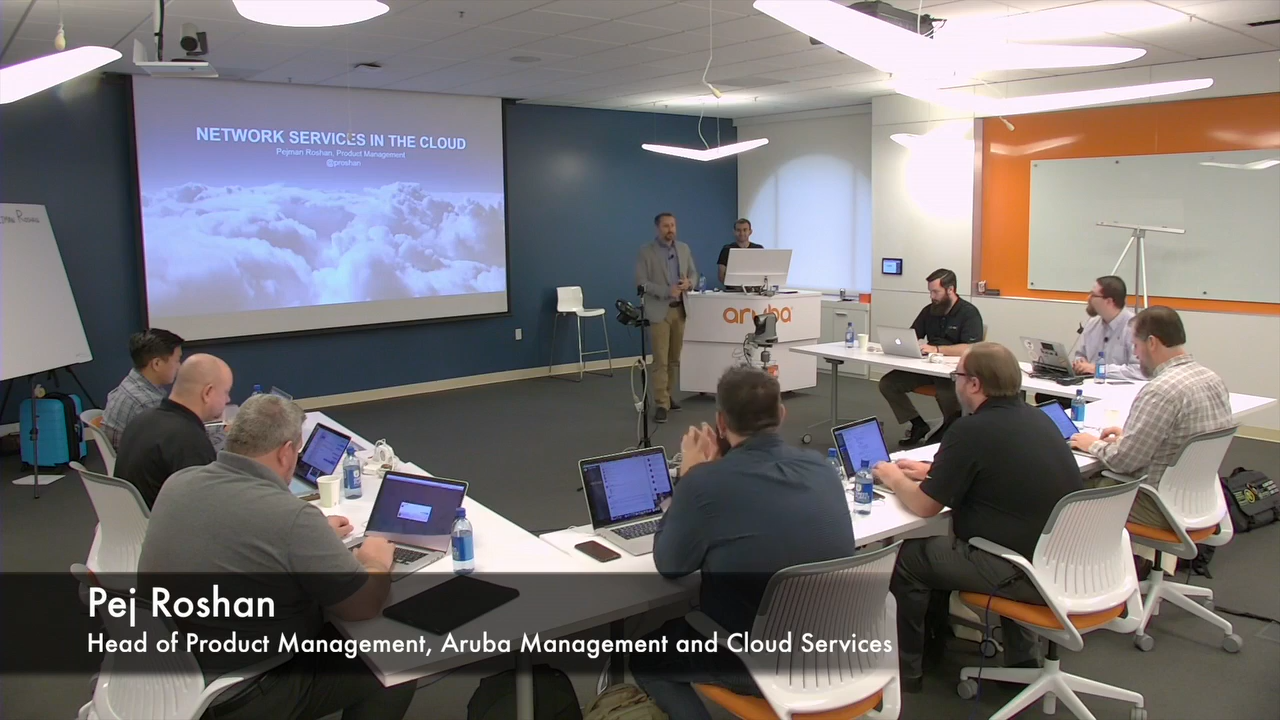 NETWORK SERVICES IN THE CLOUD
Pejman Roshan, Product Management
@proshan
Roshan
aruba
Pej Roshan
Head of Product Management, Aruba Management and Cloud Services